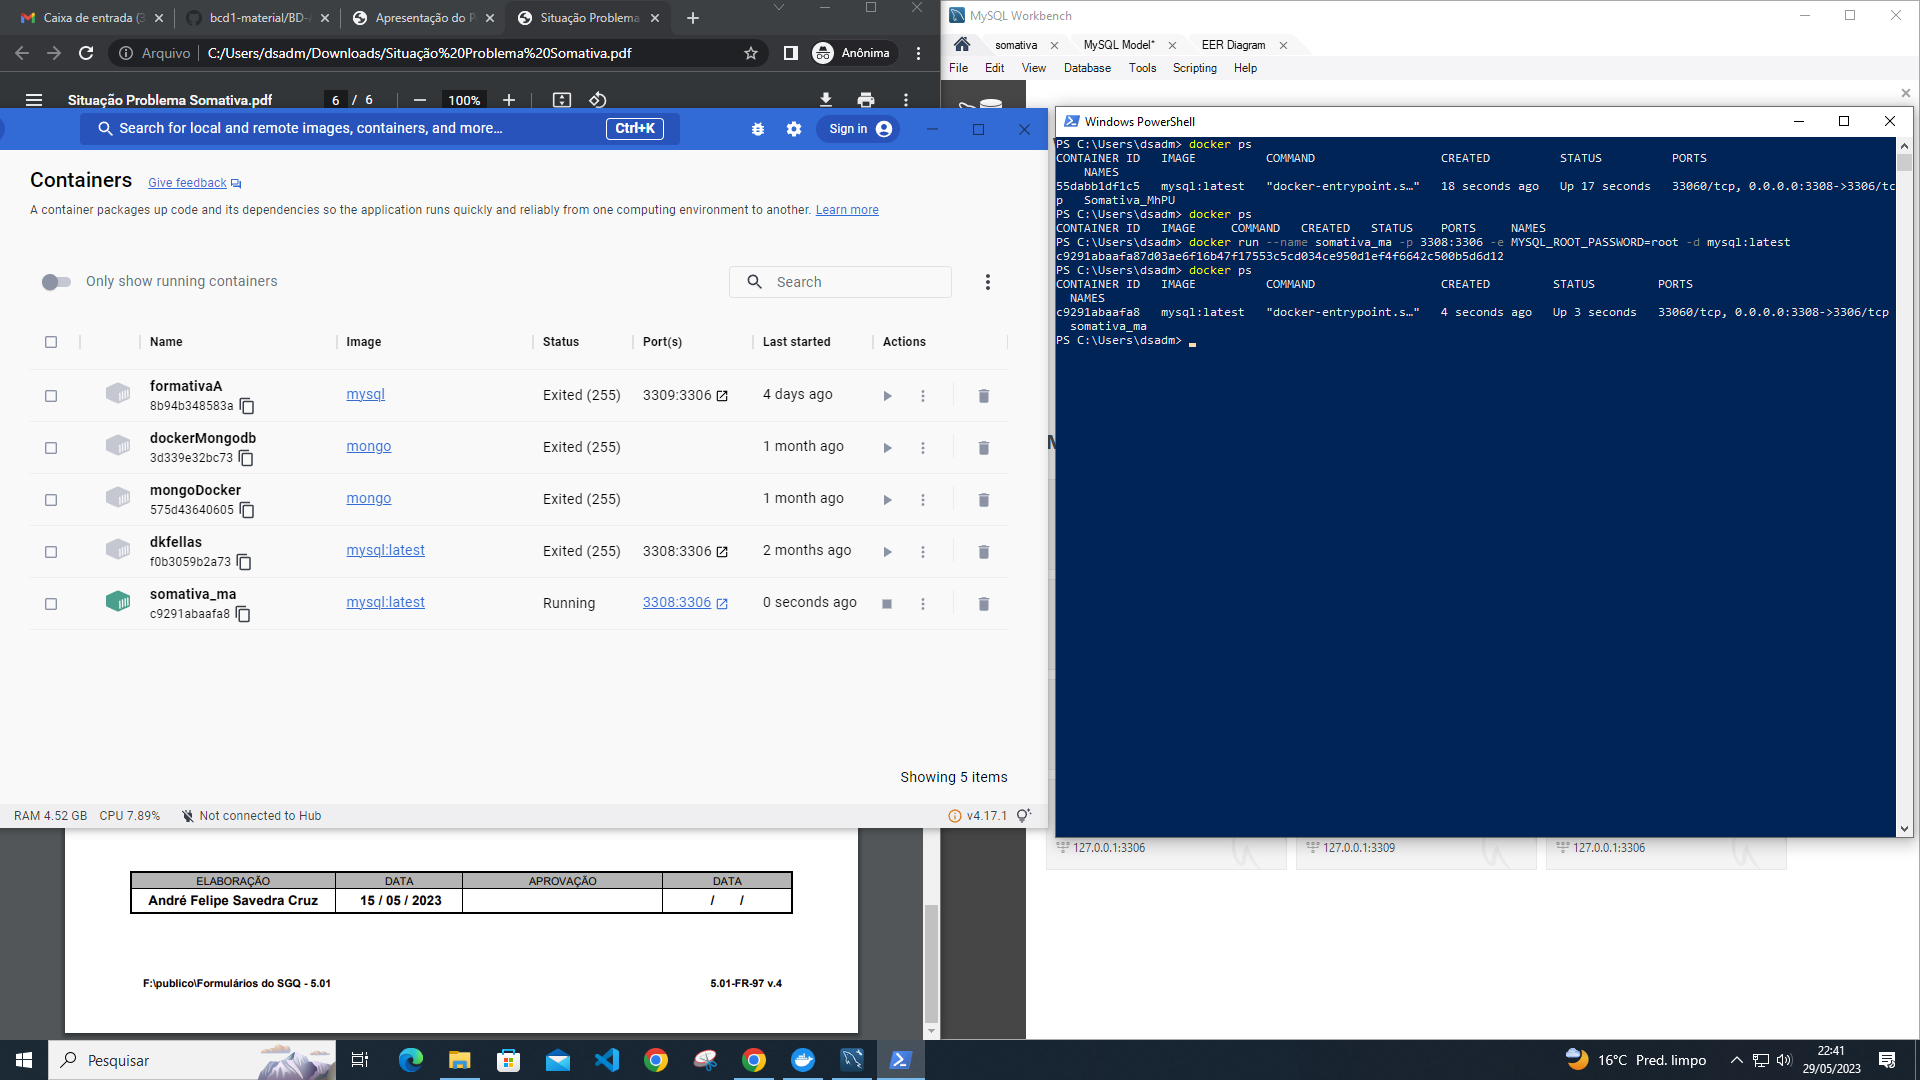 Caixa de entrada (3
bcd1-material/BD-
Apresentação do P
Situação Problema
Arquivo
C:/Users/dsadm/Downloads/Situação%20Problema%20Somativa.pdf
Anônima
Situação Problema Somativa.pdf
6 / 6
100%
Search for local and remote images, containers, and more...
Ctrl+K
Sign in
Containers
Give feedback
A container packages up code and its dependencies so the application runs quickly and reliably from one computing environment to another. Learn more
Only show running containers
Search
Name Image Status Port(s) Last started Actions
formativaA
8b94b348583a
mysql
Exited (255)
3309:3306
4 days ago
dockerMongodb
3d339e32bc73
mongo
Exited (255)
1 month ago
mongoDocker
575d43640605
mongo
Exited (255)
1 month ago
dkfellas
f0b3059b2a73
mysql:latest
Exited (255)
3308:3306
2 months ago
somativa_ma
c9291abaafa8
mysql:latest
Running
3308:3306
0 seconds ago
Showing 5 items
RAM 4.52 GB CPU 7.89% Not connected to Hub
v4.17.1
ELABORAÇÃO DATA APROVAÇÃO DATA
André Felipe Savedra Cruz 15 / 05 / 2023 / /
F:\publico\Formulários do SGQ - 5.01
5.01-FR-97 v.4
MySQL Workbench
somativa
MySQL Model*
EER Diagram
File Edit View Database Tools Scripting Help
Windows PowerShell
PS C:\Users\dsadm> docker ps
CONTAINER ID IMAGE COMMAND CREATED STATUS PORTS
NAMES
55dabb1df1c5 mysql:latest "docker-entrypoint.s…" 18 seconds ago Up 17 seconds 33060/tcp, 0.0.0.0:3308->3306/tc
p Somativa_MhPU
PS C:\Users\dsadm> docker ps
CONTAINER ID IMAGE COMMAND CREATED STATUS PORTS NAMES
PS C:\Users\dsadm> docker run --name somativa_ma -p 3308:3306 -e MYSQL_ROOT_PASSWORD=root -d mysql:latest
c9291abaafa87d03ae6f16b47f17553c5cd034ce950d1ef4f6642c500b5d6d12
PS C:\Users\dsadm> docker ps
CONTAINER ID IMAGE COMMAND CREATED STATUS PORTS
NAMES
c9291abaafa8 mysql:latest "docker-entrypoint.s…" 4 seconds ago Up 3 seconds 33060/tcp, 0.0.0.0:3308->3306/tcp
somativa_ma
PS C:\Users\dsadm>
127.0.0.1:3306
127.0.0.1:3309
127.0.0.1:3306
Pesquisar
16°C Pred. limpo
22:41
29/05/2023